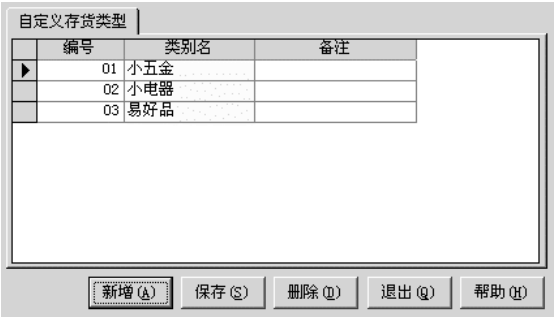 自定义存货类型
编号 类别名 备注
01 小五金
02 小电器
03 易好品
新增(A) 保存(S) 删除(D) 退出(Q) 帮助(H)